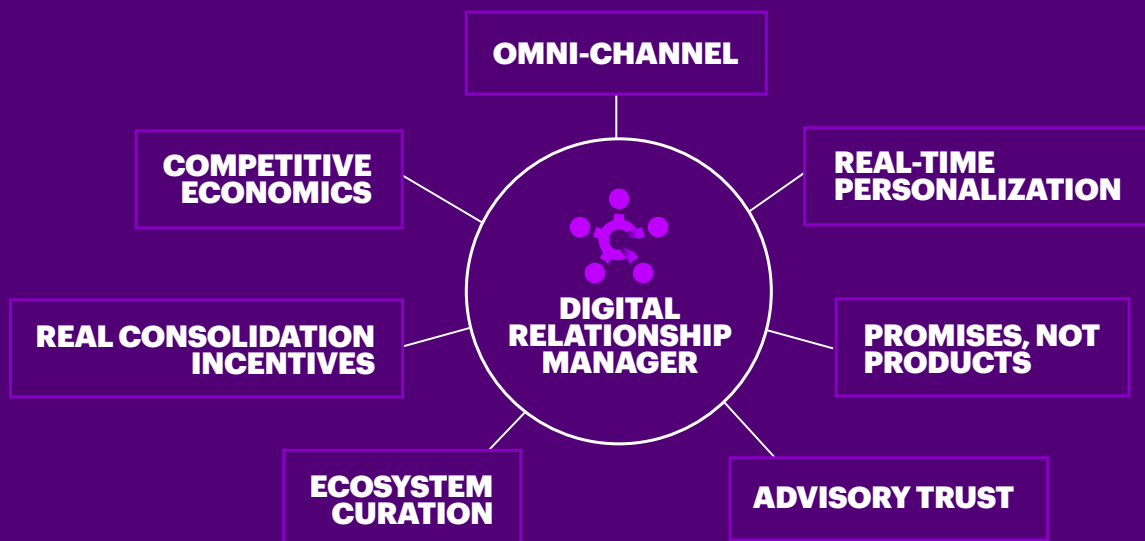 OMNI-CHANNEL
COMPETITIVE
ECONOMICS
REAL-TIME
PERSONALIZATION
DIGITAL
RELATIONSHIP
MANAGER
REAL CONSOLIDATION
INCENTIVES
PROMISES, NOT
PRODUCTS
ECOSYSTEM
CURATION
ADVISORY TRUST